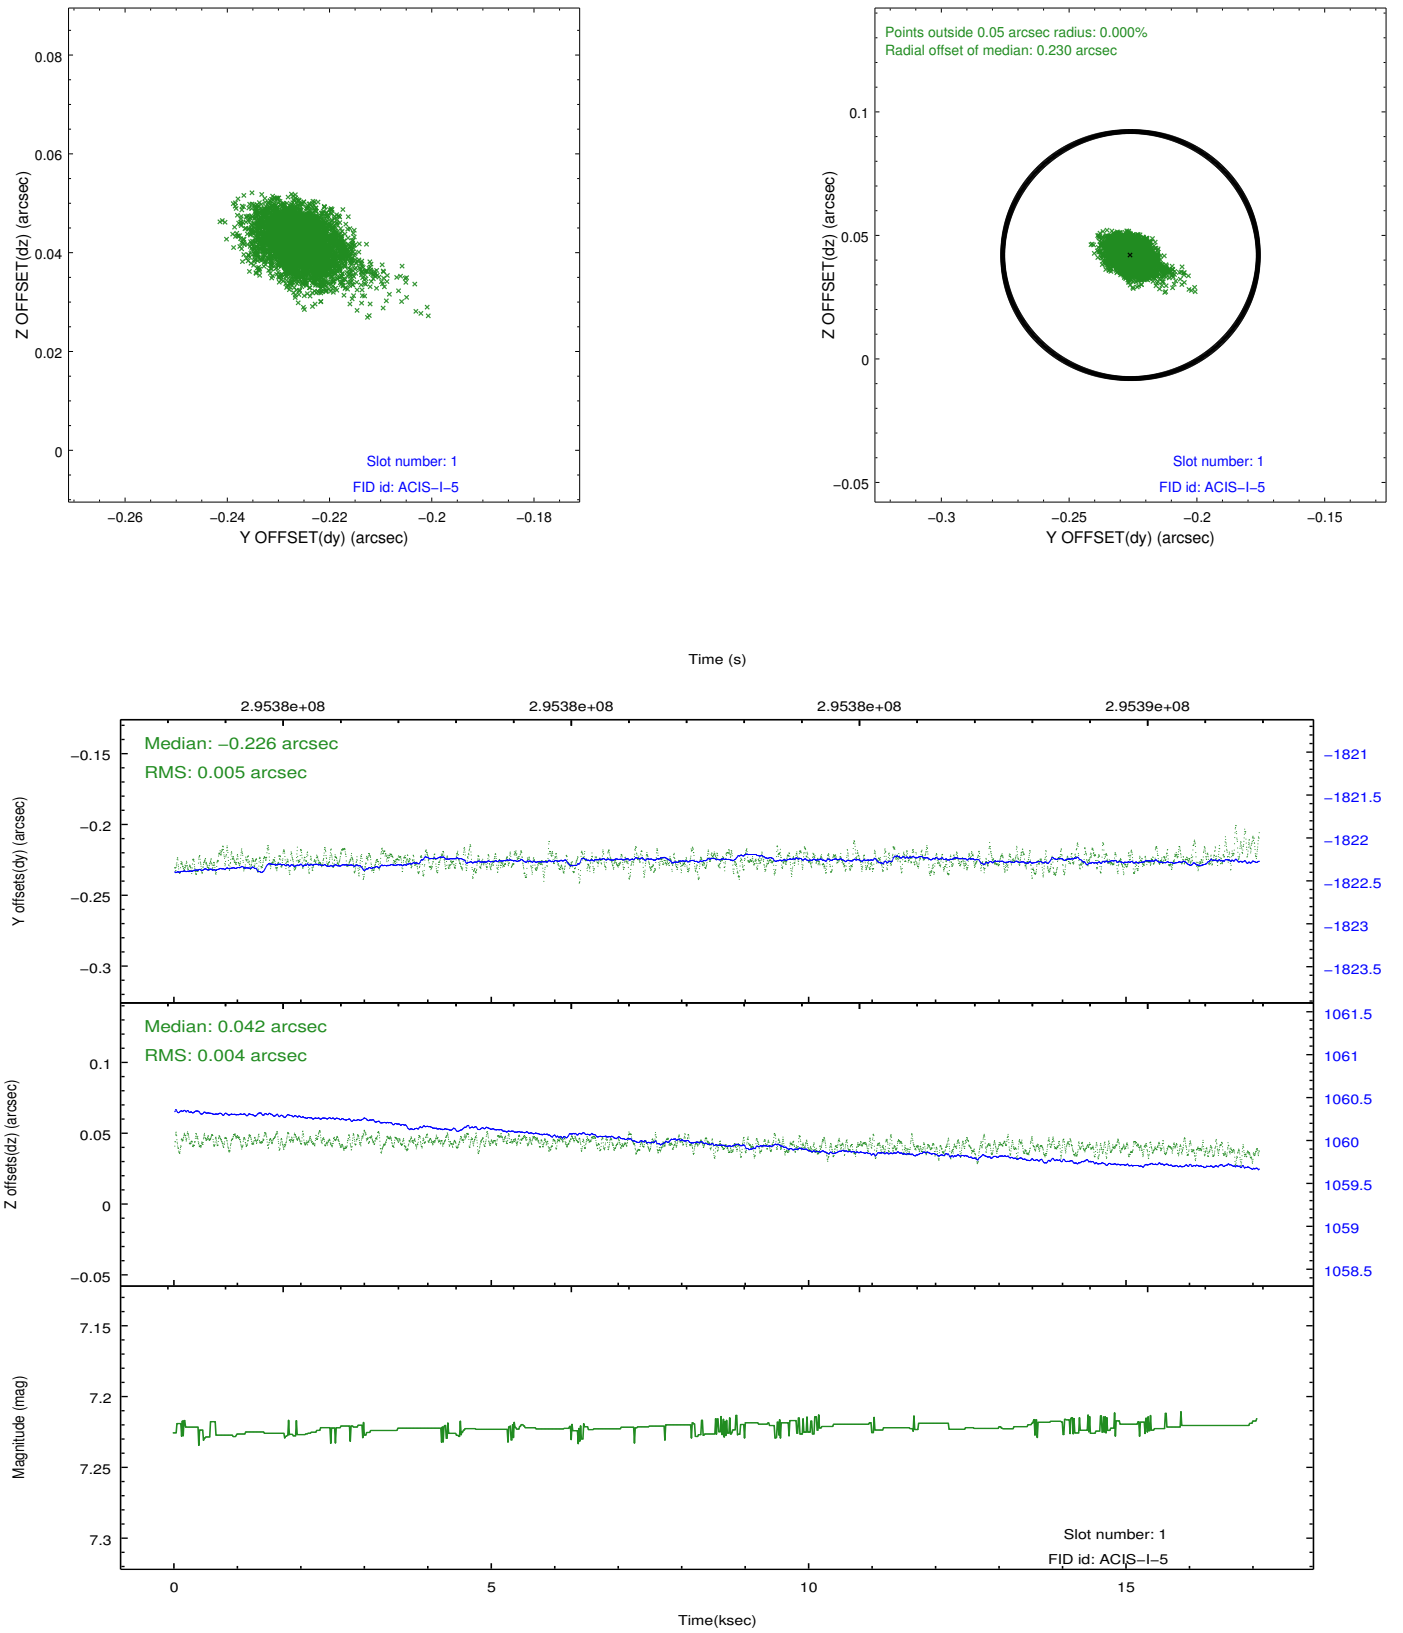 0.08
0.06
0.04
0.02
0
Z OFFSET(dz) (arcsec)
−0.26
−0.24
−0.22
−0.2
−0.18
Y OFFSET(dy) (arcsec)
Slot number: 1
FID id: ACIS−I−5
Points outside 0.05 arcsec radius: 0.000%
Radial offset of median: 0.230 arcsec
0.1
0.05
0
−0.05
Z OFFSET(dz) (arcsec)
−0.3
−0.25
−0.2
−0.15
Y OFFSET(dy) (arcsec)
Slot number: 1
FID id: ACIS−I−5
Time (s)
2.9538e+08
2.9538e+08
2.9538e+08
2.9539e+08
Median: −0.226 arcsec
RMS: 0.005 arcsec
−0.15
−0.2
−0.25
−0.3
Y offsets(dy) (arcsec)
−1821
−1821.5
−1822
−1822.5
−1823
−1823.5
Median: 0.042 arcsec
RMS: 0.004 arcsec
0.1
0.05
0
−0.05
Z offsets(dz) (arcsec)
1061.5
1061
1060.5
1060
1059.5
1059
1058.5
7.15
7.2
7.25
7.3
Magnitude (mag)
Slot number: 1
FID id: ACIS−I−5
0
5
10
15
Time(ksec)